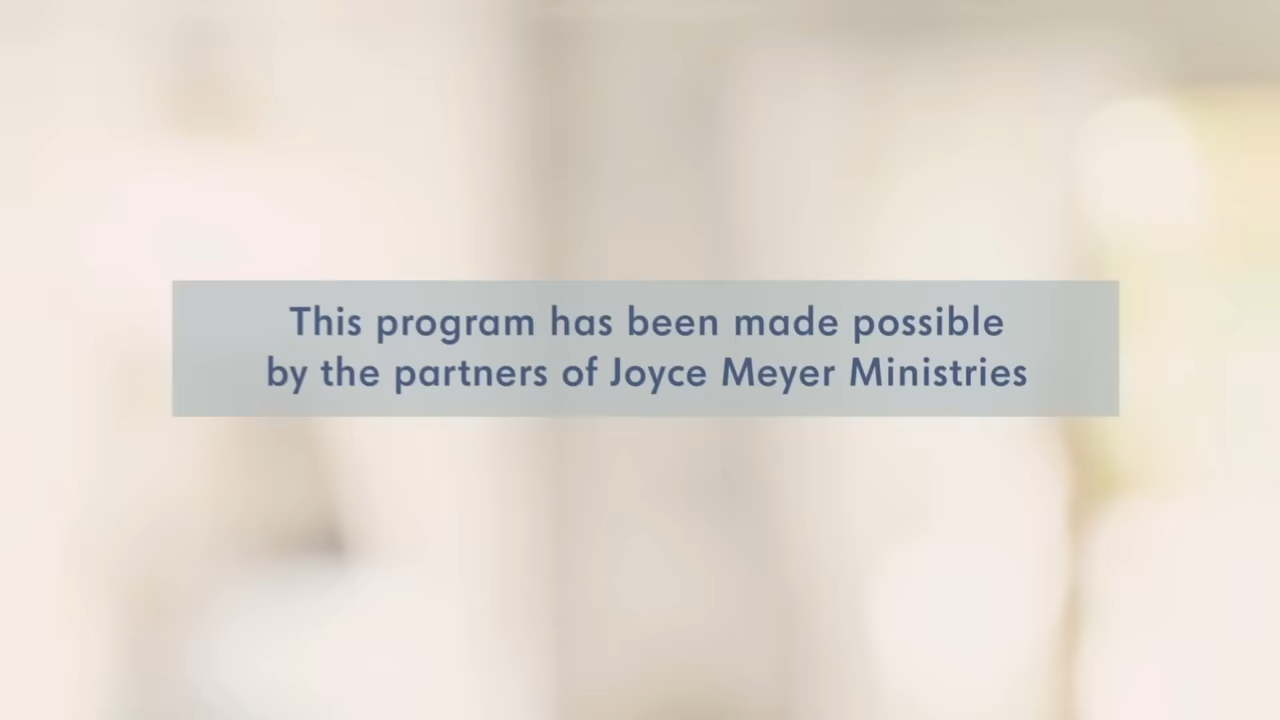 This program has been made possible
by the partners of Joyce Meyer Ministries